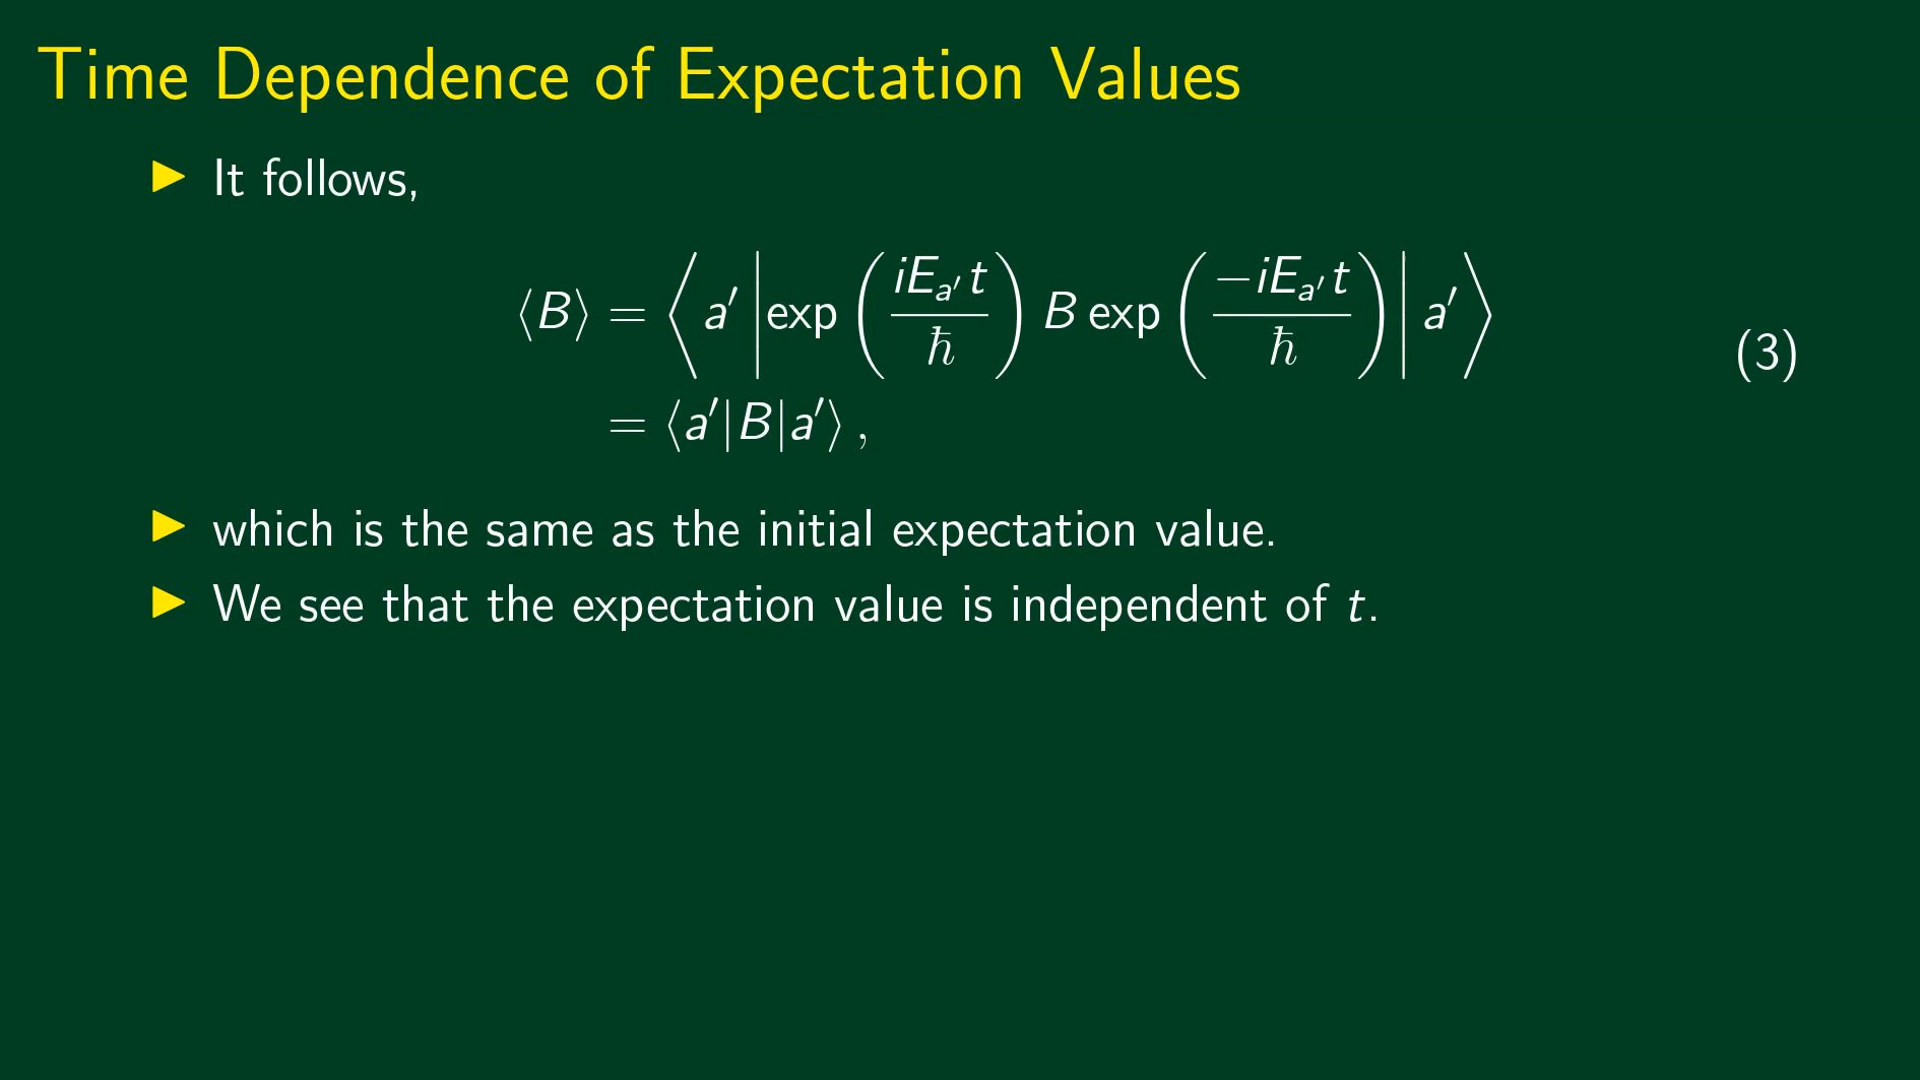 Time Dependence of Expectation Values
▶ It follows,
⟨B⟩ = ⟨a′|exp(iE_{a′}t/ħ) B exp(−iE_{a′}t/ħ)|a′⟩
= ⟨a′|B|a′⟩ ,
(3)
▶ which is the same as the initial expectation value.
▶ We see that the expectation value is independent of t.